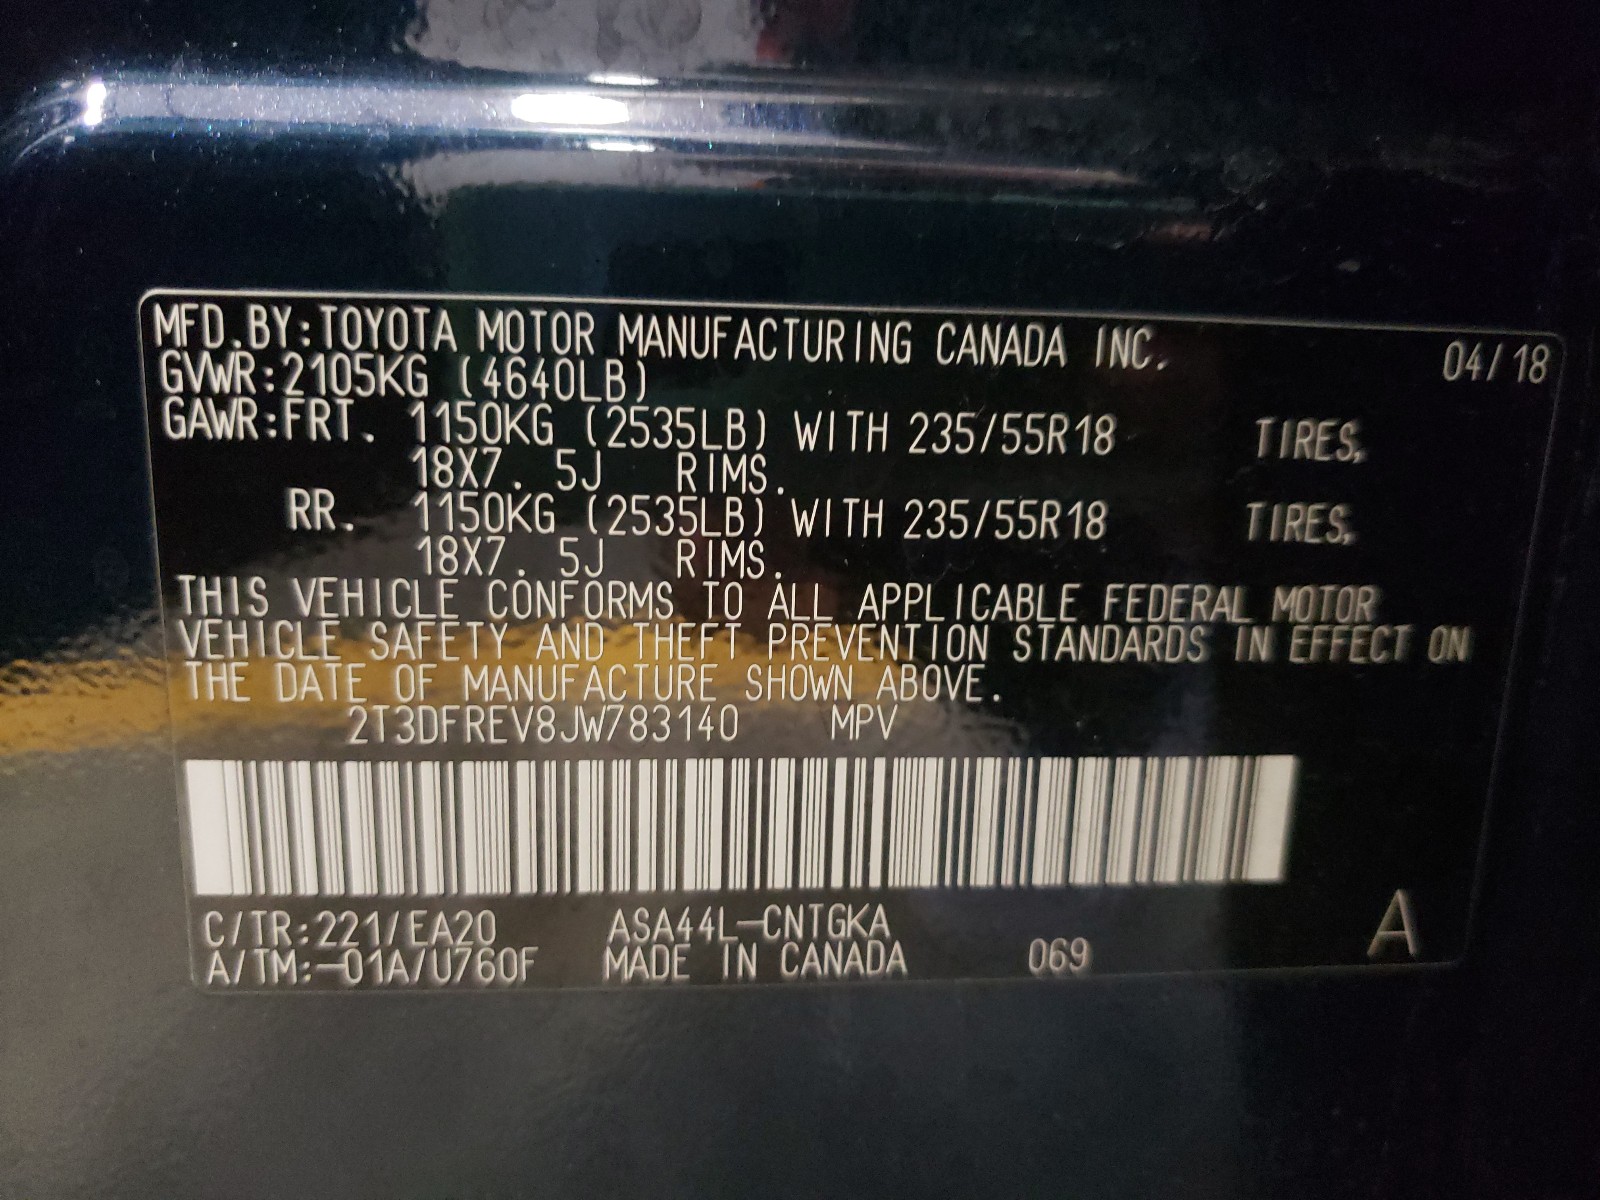 MFD.BY:TOYOTA MOTOR MANUFACTURING CANADA INC. 04/18
GVWR:2105KG (4640LB)
GAWR:FRT. 1150KG (2535LB) WITH 235/55R18 TIRES,
18X7. 5J RIMS.
RR. 1150KG (2535LB) WITH 235/55R18 TIRES,
18X7. 5J RIMS.
THIS VEHICLE CONFORMS TO ALL APPLICABLE FEDERAL MOTOR
VEHICLE SAFETY AND THEFT PREVENTION STANDARDS IN EFFECT ON
THE DATE OF MANUFACTURE SHOWN ABOVE.
2T3DFREV8JW783140 MPV
C/TR:221/EA20 ASA44L-CNTGKA A
A/TM:-01A/U760F MADE IN CANADA 069